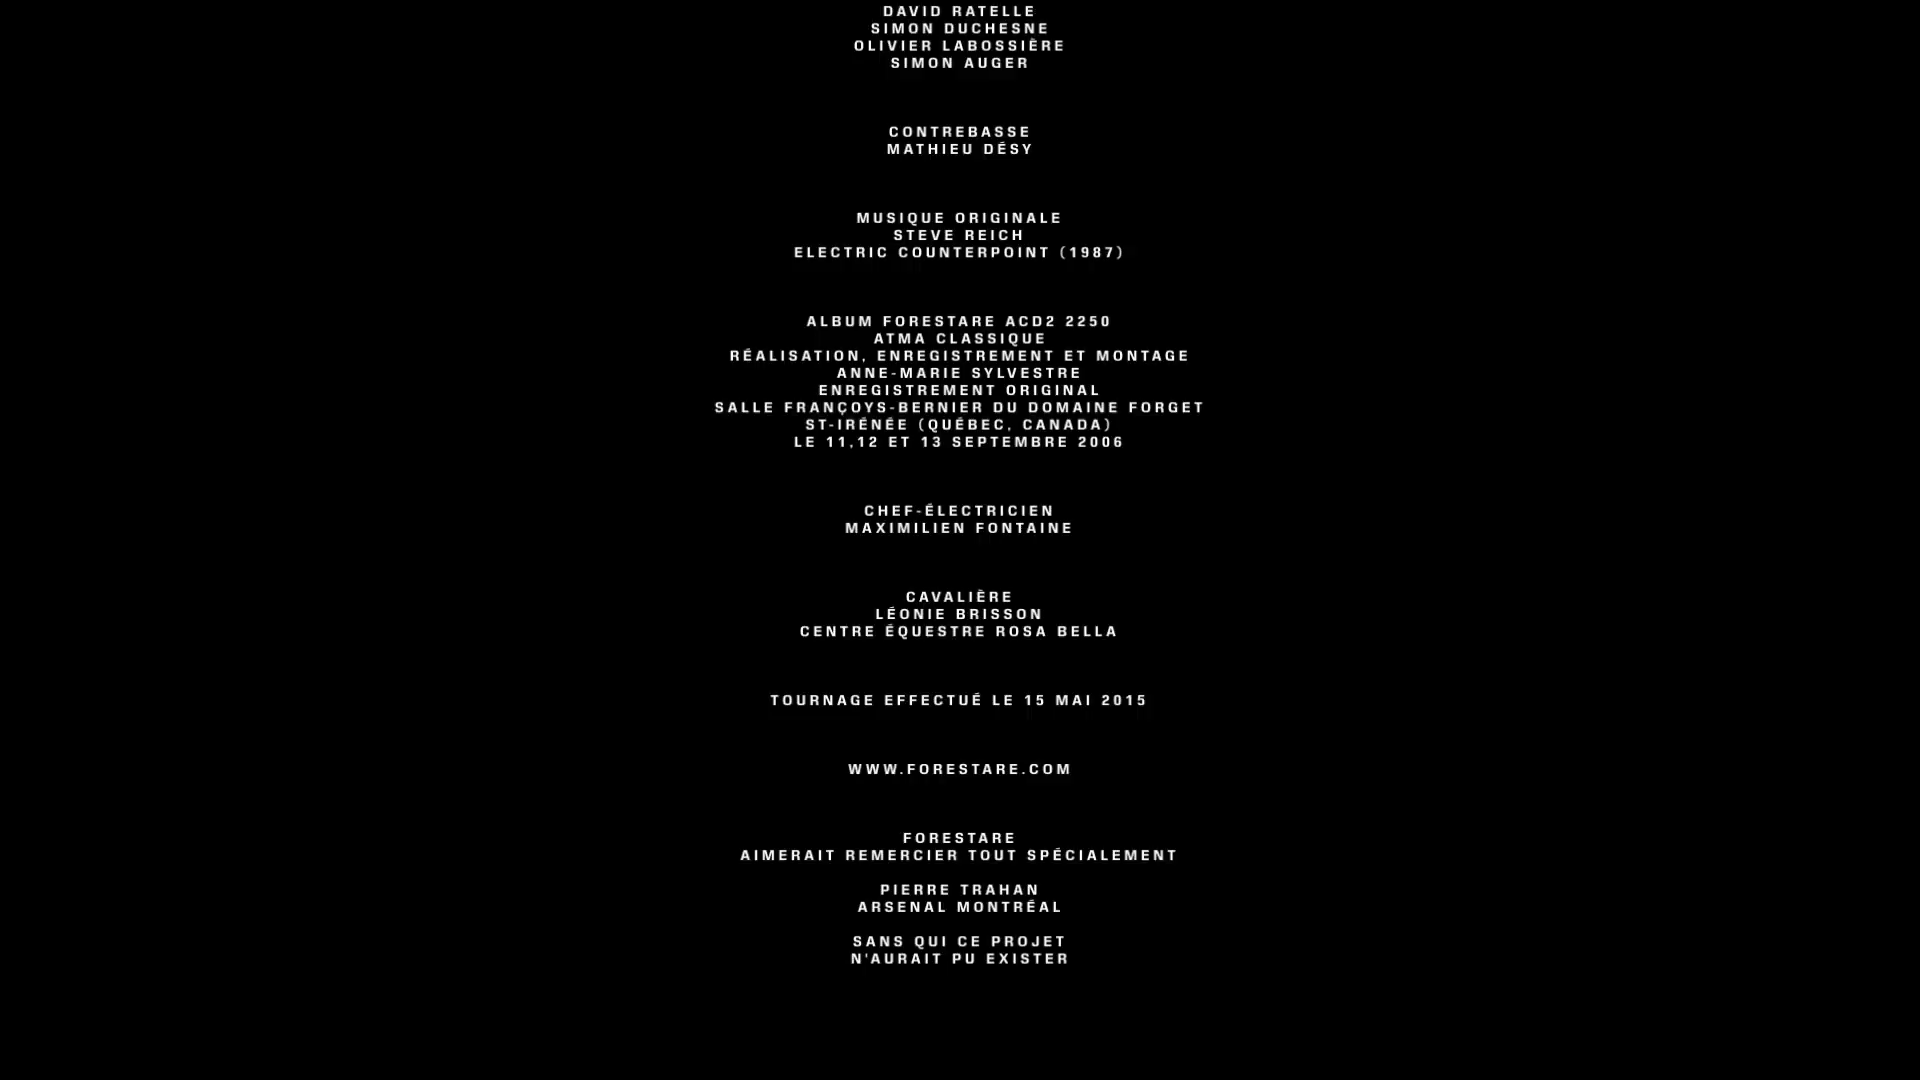 DAVID RATELLE
SIMON DUCHESNE
OLIVIER LABOSSIÈRE
SIMON AUGER
CONTREBASSE
MATHIEU DÉSY
MUSIQUE ORIGINALE
STEVE REICH
ELECTRIC COUNTERPOINT (1987)
ALBUM FORESTARE ACD2 2250
ATMA CLASSIQUE
RÉALISATION, ENREGISTREMENT ET MONTAGE
ANNE-MARIE SYLVESTRE
ENREGISTREMENT ORIGINAL
SALLE FRANÇOYS-BERNIER DU DOMAINE FORGET
ST-IRÉNÉE (QUÉBEC, CANADA)
LE 11,12 ET 13 SEPTEMBRE 2006
CHEF-ÉLECTRICIEN
MAXIMILIEN FONTAINE
CAVALIÈRE
LÉONIE BRISSON
CENTRE ÉQUESTRE ROSA BELLA
TOURNAGE EFFECTUÉ LE 15 MAI 2015
WWW.FORESTARE.COM
FORESTARE
AIMERAIT REMERCIER TOUT SPÉCIALEMENT
PIERRE TRAHAN
ARSENAL MONTRÉAL
SANS QUI CE PROJET
N'AURAIT PU EXISTER